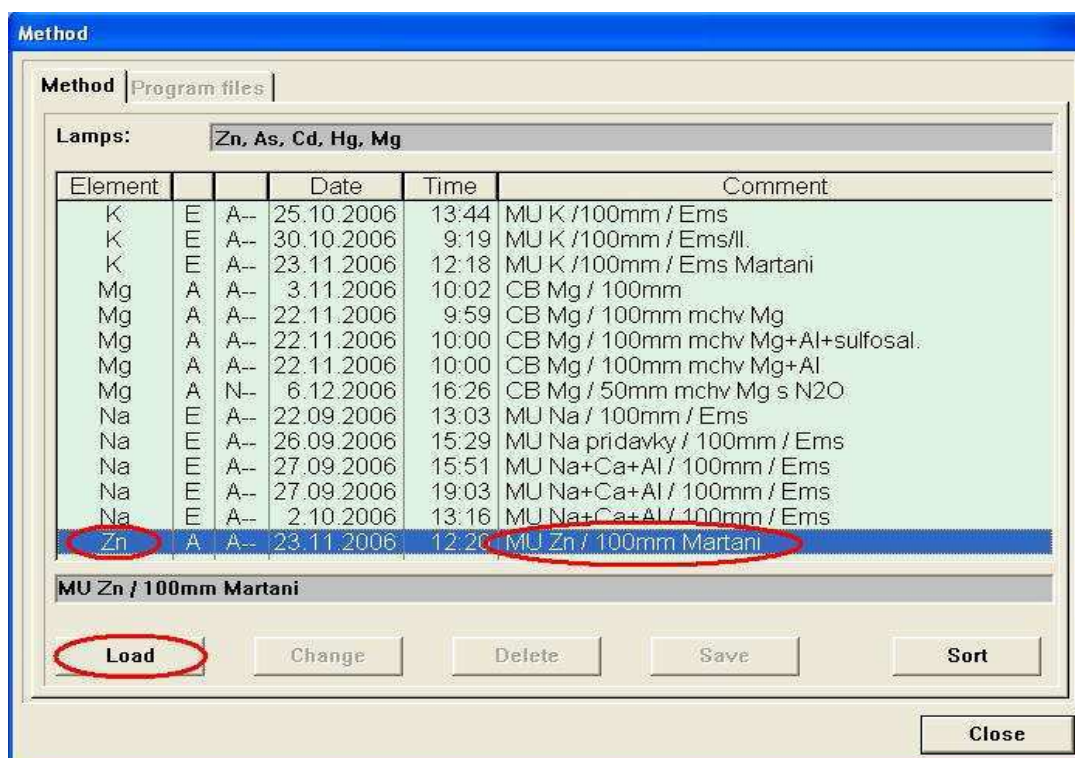 Method
Method Program files
Lamps: Zn, As, Cd, Hg, Mg
Element Date Time Comment
K E A-- 25.10.2006 13:44 MU K /100mm / Ems
K E A-- 30.10.2006 9:19 MU K /100mm / Ems/II.
K E A-- 23.11.2006 12:18 MU K /100mm / Ems Martani
Mg A A-- 3.11.2006 10:02 CB Mg / 100mm
Mg A A-- 22.11.2006 9:59 CB Mg / 100mm mchv Mg
Mg A A-- 22.11.2006 10:00 CB Mg / 100mm mchv Mg+Al+sulfosal.
Mg A A-- 22.11.2006 10:00 CB Mg / 100mm mchv Mg+Al
Mg A N-- 6.12.2006 16:26 CB Mg / 50mm mchv Mg s N2O
Na E A-- 22.09.2006 13:03 MU Na / 100mm / Ems
Na E A-- 26.09.2006 15:29 MU Na pridavky / 100mm / Ems
Na E A-- 27.09.2006 15:51 MU Na+Ca+Al / 100mm / Ems
Na E A-- 27.09.2006 19:03 MU Na+Ca+Al / 100mm / Ems
Na E A-- 2.10.2006 13:16 MU Na+Ca+Al / 100mm / Ems
Zn A A-- 23.11.2006 MU Zn / 100mm Martani
MU Zn / 100mm Martani
Load Change Delete Save Sort
Close